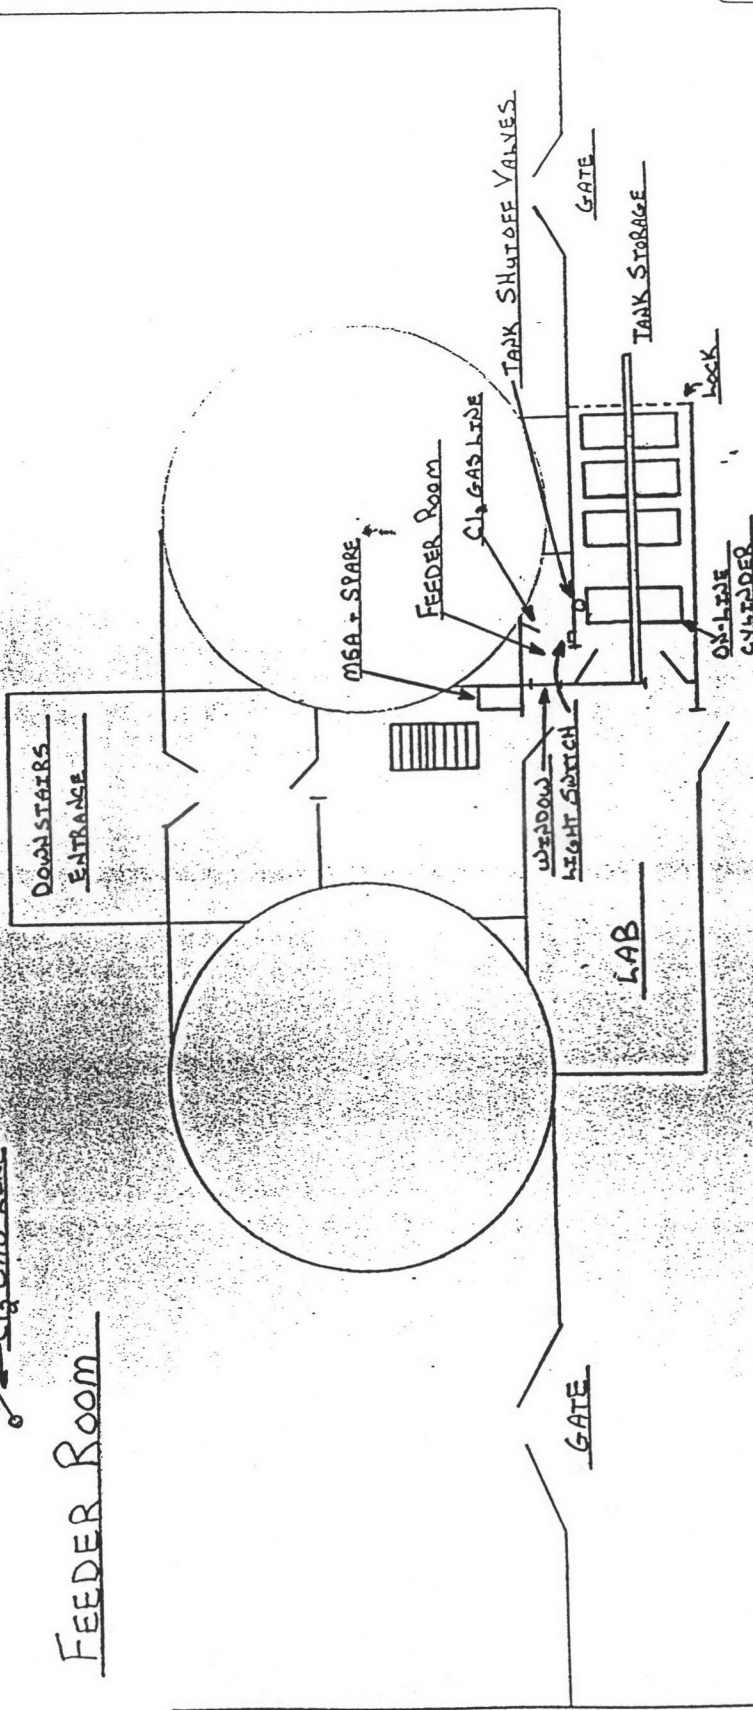 Cl₂
FEEDER ROOM
DOWNSTAIRS
ENTRANCE
MSA + SPARE
FEEDER ROOM
Cl₂ GAS LINE
TANK SHUTOFF VALVES
WINDOW
LIGHT SWITCH
GATE
GATE
LAB
TANK STORAGE
LOCK
ON-LINE
CYLINDER